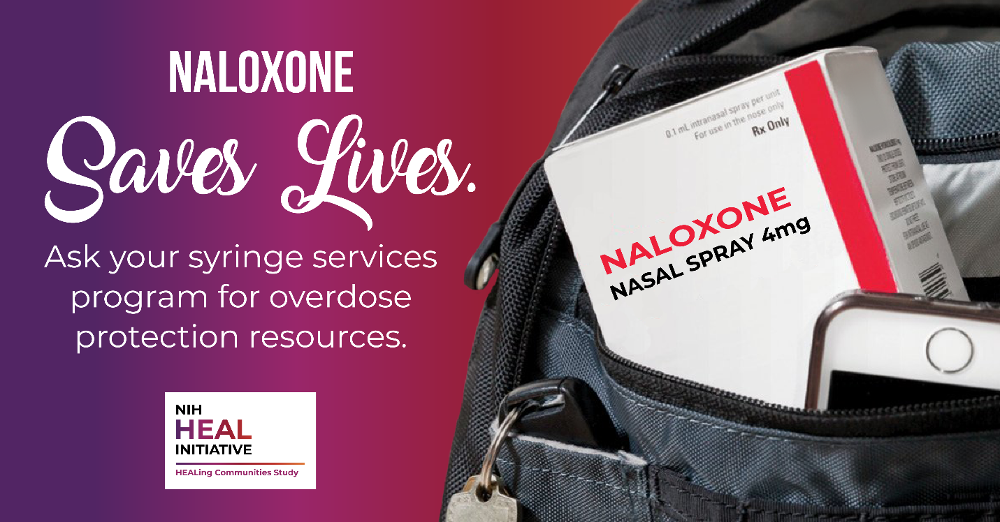 NALOXONE
Saves Lives.
Ask your syringe services
program for overdose
protection resources.
NIH
HEAL
INITIATIVE
HEALing Communities Study
0.1 mL intranasal spray per unit
For use in the nose only
Rx Only
NALOXONE
NASAL SPRAY 4mg